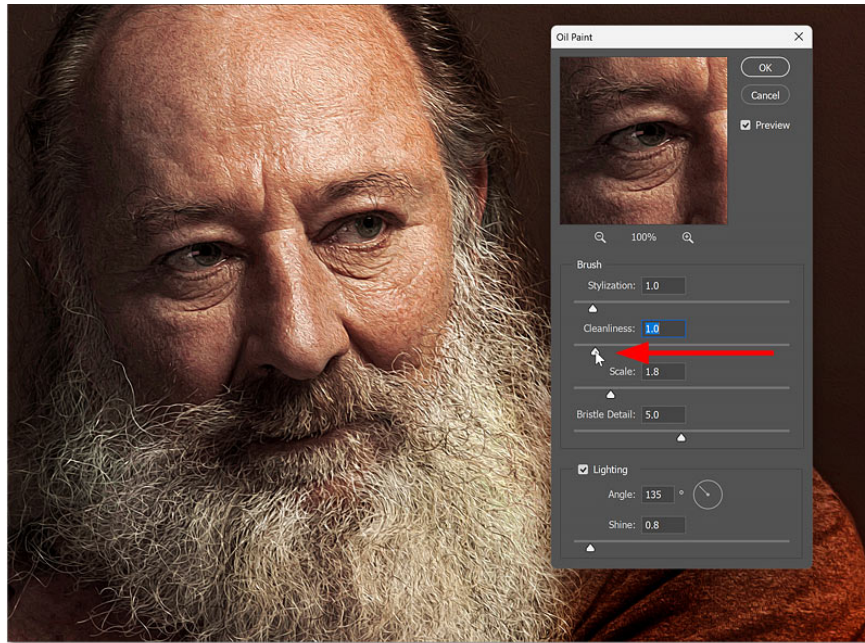 Oil Paint
OK
Cancel
Preview
100%
Brush
Stylization: 1.0
Cleanliness: 1.0
Scale: 1.8
Bristle Detail: 5.0
Lighting
Angle: 135 °
Shine: 0.8